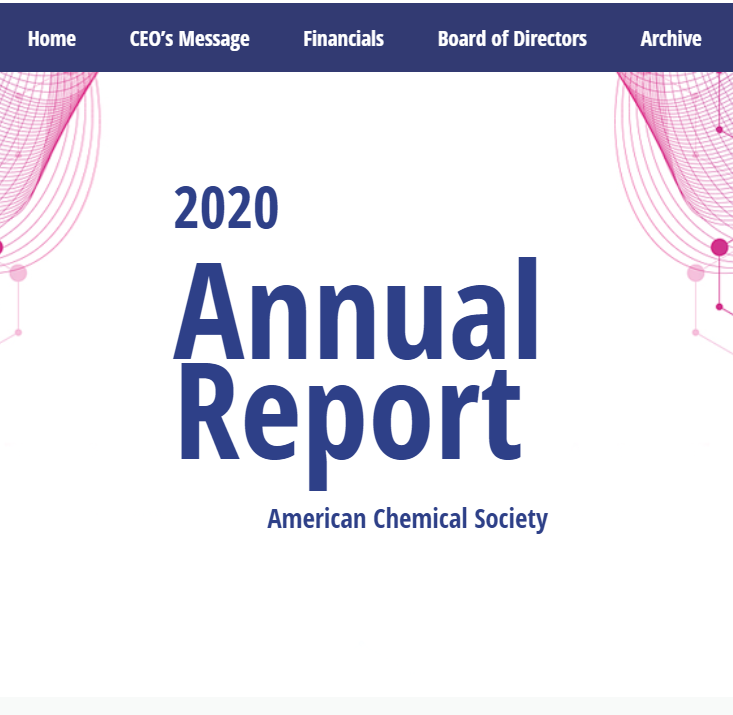 Home CEO’s Message Financials Board of Directors Archive
2020
Annual
Report
American Chemical Society